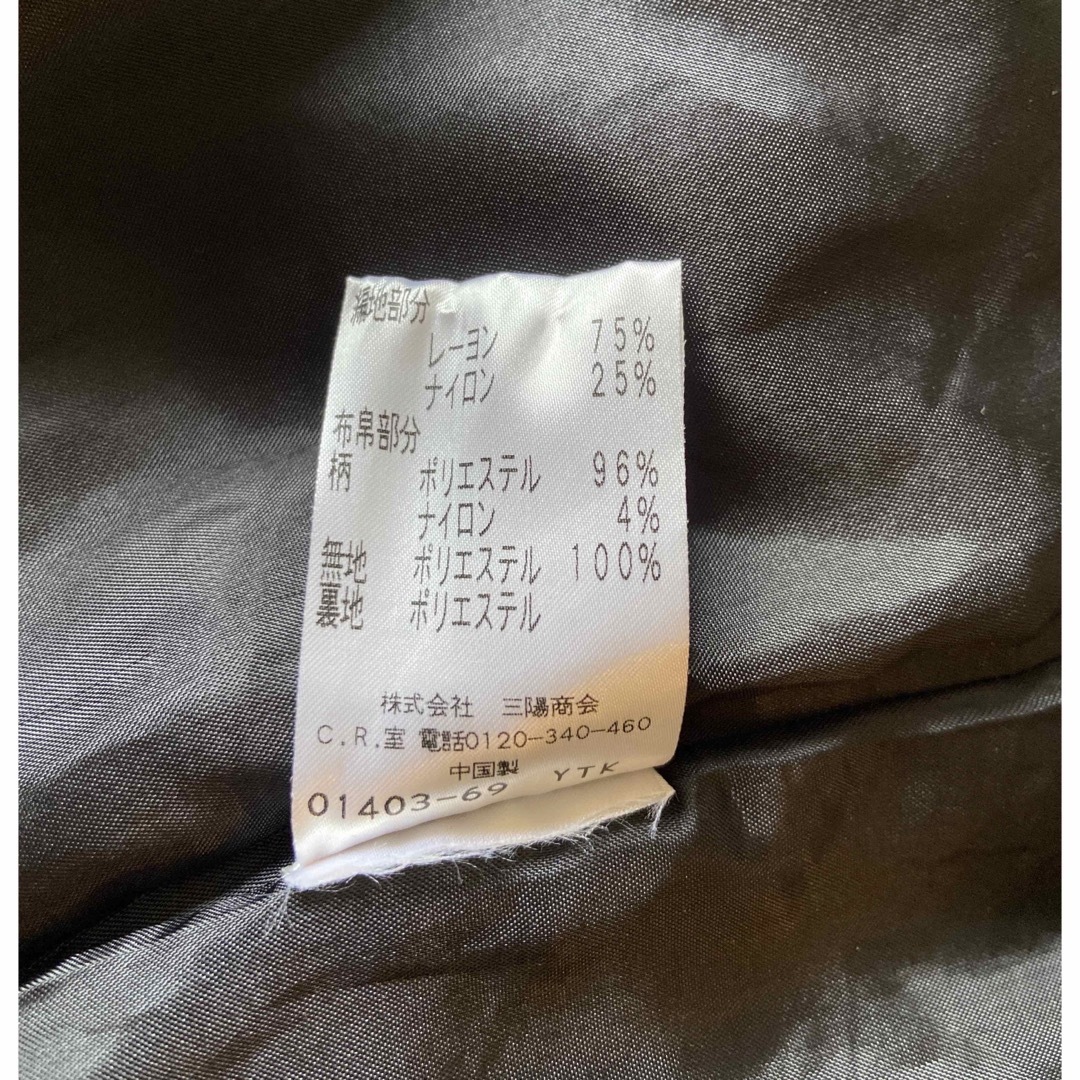 編地部分
レーヨン 75%
ナイロン 25%
布帛部分
柄 ポリエステル 96%
ナイロン 4%
無地 ポリエステル 100%
裏地 ポリエステル
株式会社 三陽商会
C.R.室 電話0120-340-460
中国製 YTK
01403-69